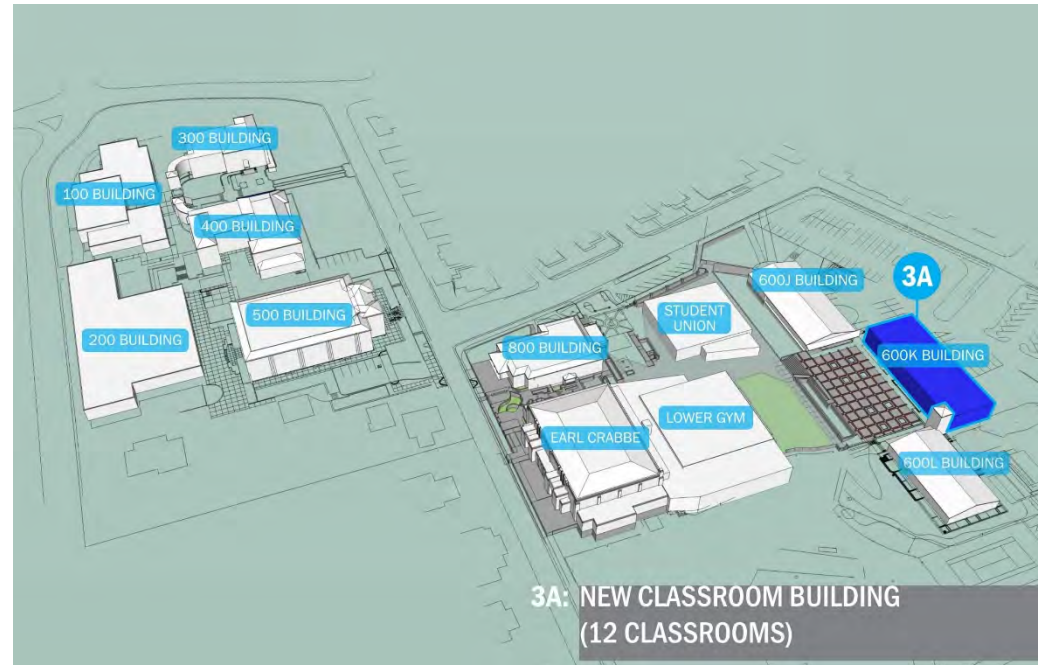 300 BUILDING
100 BUILDING
400 BUILDING
200 BUILDING
500 BUILDING
600J BUILDING
3A
STUDENT
UNION
800 BUILDING
600K BUILDING
LOWER GYM
EARL CRABBE
600L BUILDING
3A: NEW CLASSROOM BUILDING
(12 CLASSROOMS)